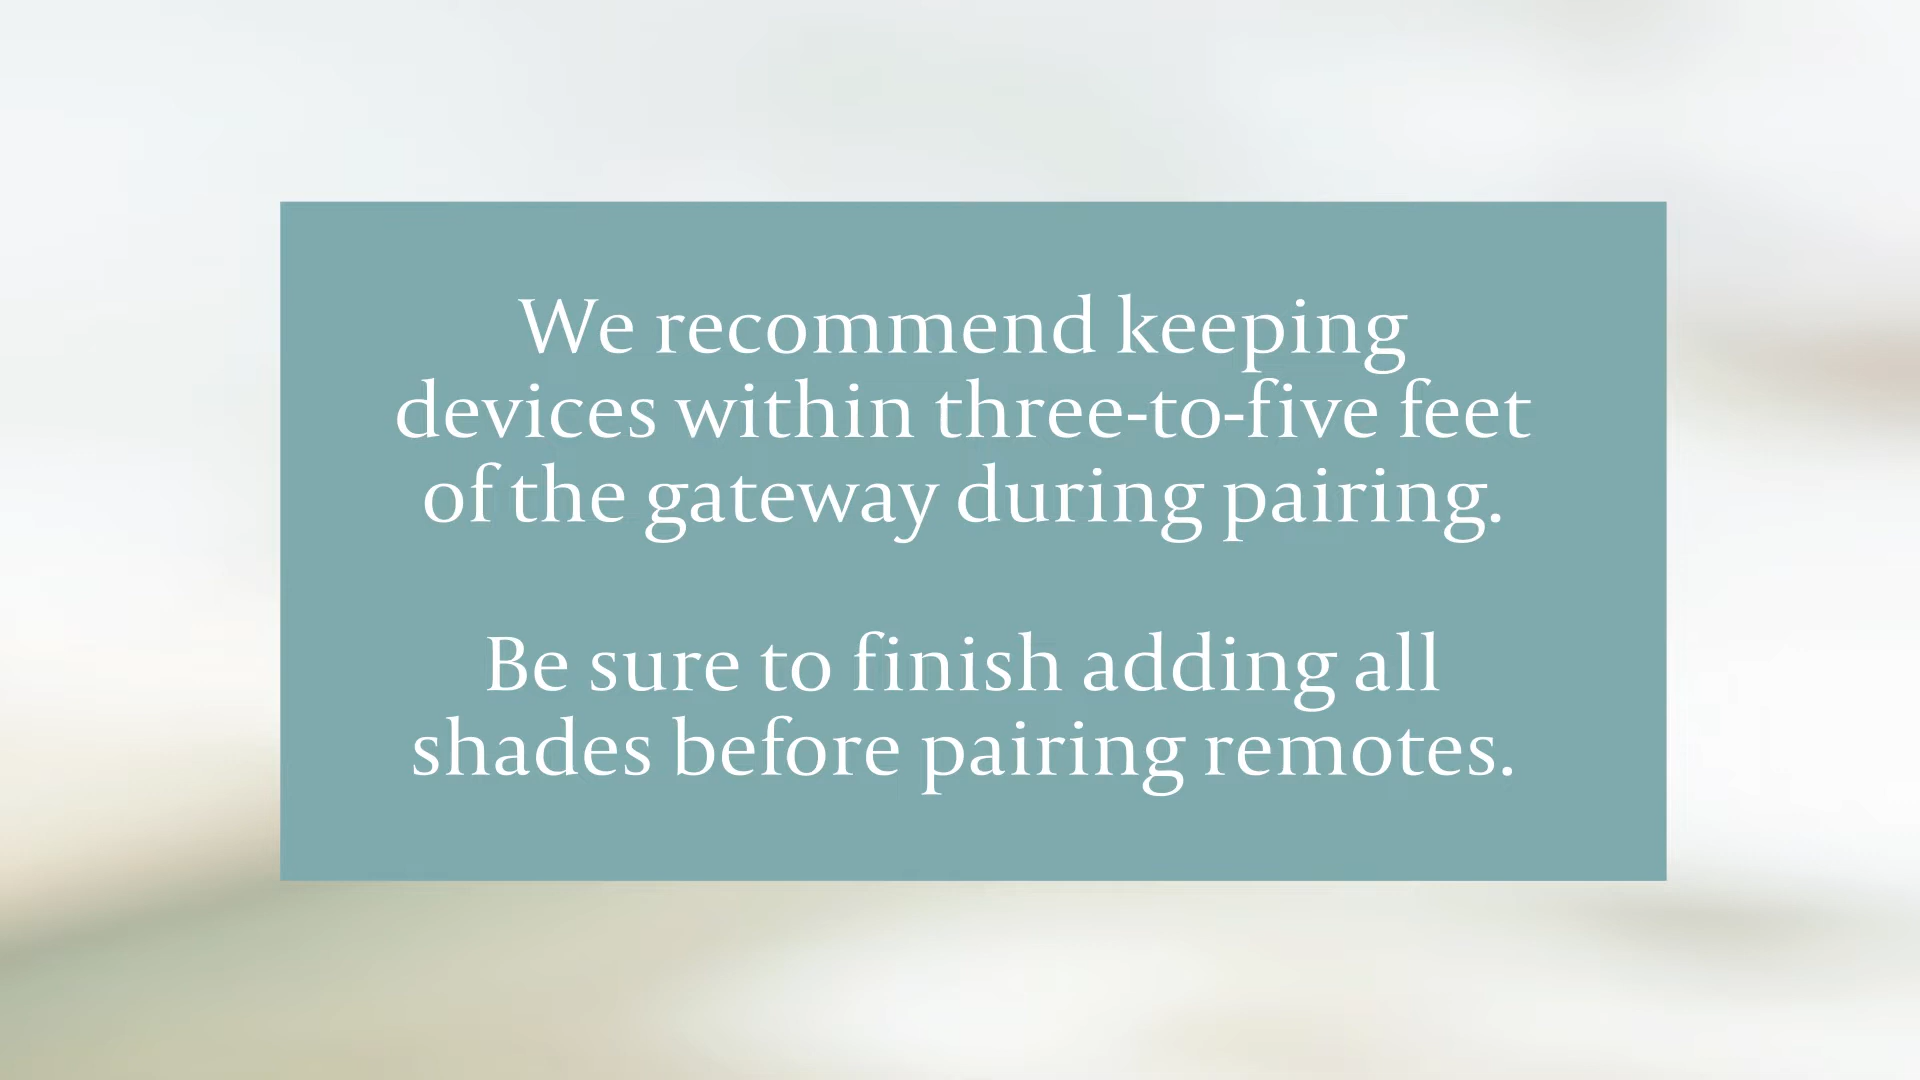 We recommend keeping
devices within three-to-five feet
of the gateway during pairing.
Be sure to finish adding all
shades before pairing remotes.